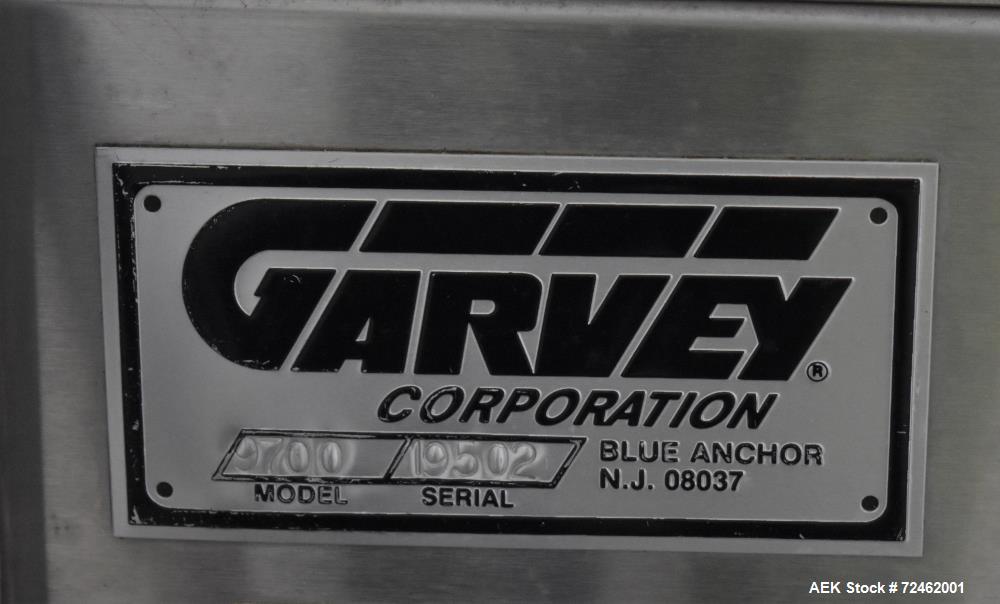 GARVEY®
CORPORATION
9700 19502
MODEL SERIAL
BLUE ANCHOR
N.J. 08037
AEK Stock # 72462001